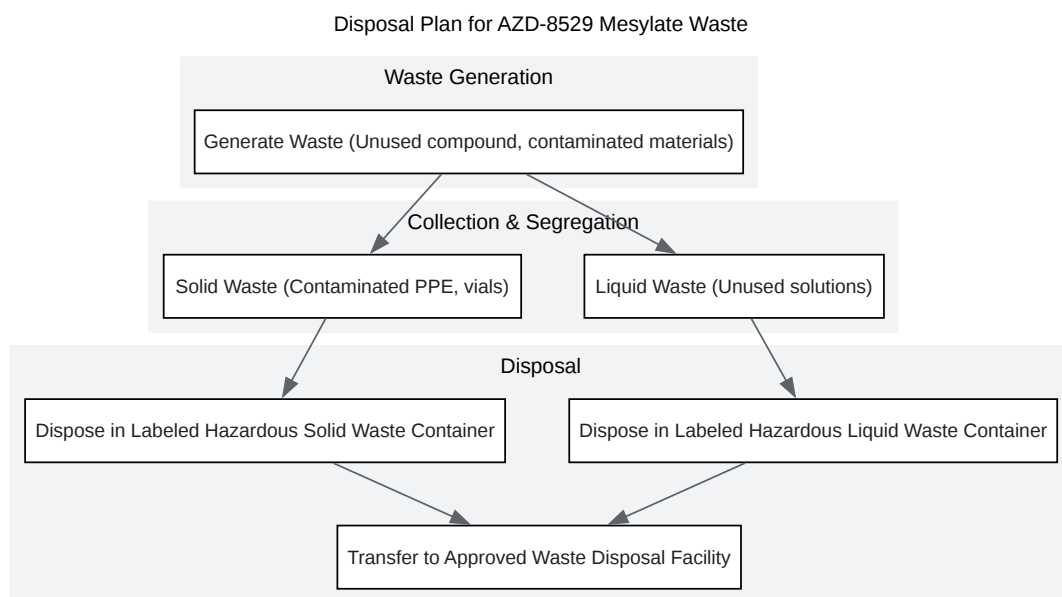 Disposal Plan for AZD-8529 Mesylate Waste
Waste Generation
Generate Waste (Unused compound, contaminated materials)
Collection & Segregation
Solid Waste (Contaminated PPE, vials)
Liquid Waste (Unused solutions)
Disposal
Dispose in Labeled Hazardous Solid Waste Container
Dispose in Labeled Hazardous Liquid Waste Container
Transfer to Approved Waste Disposal Facility